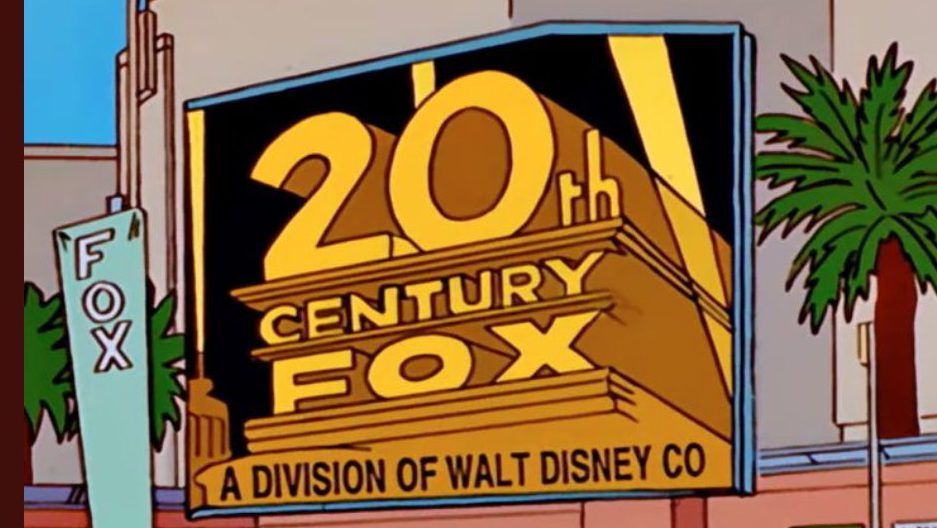 FOX
20th
CENTURY
FOX
A DIVISION OF WALT DISNEY CO